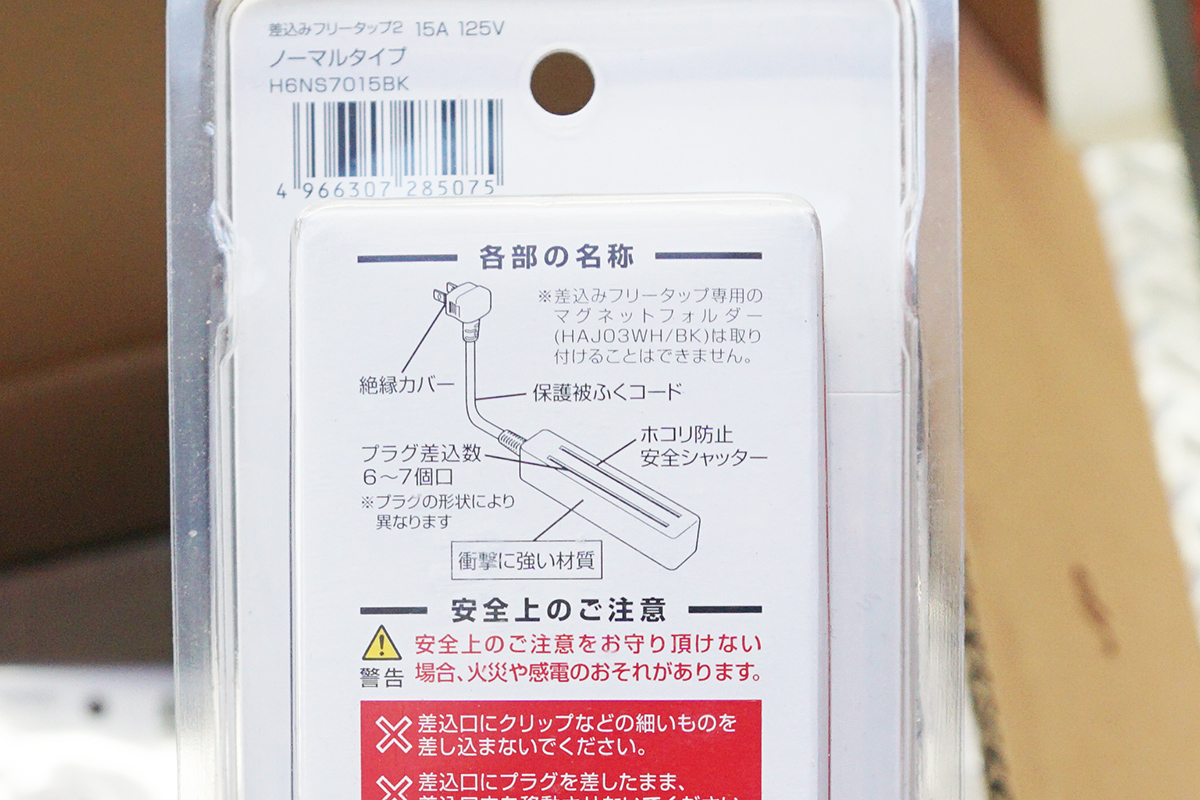 差込みフリータップ2 15A 125V
ノーマルタイプ
H6NS7015BK
4 966307 285075
各部の名称
※差込みフリータップ専用の
マグネットフォルダー
(HAJ03WH/BK)は取り
付けることはできません。
絶縁カバー
保護被ふくコード
ホコリ防止
安全シャッター
プラグ差込数
6～7個口
※プラグの形状により
異なります
衝撃に強い材質
安全上のご注意
警告
安全上のご注意をお守り頂けない
場合、火災や感電のおそれがあります。
差込口にクリップなどの細いものを
差し込まないでください。
差込口にプラグを差したまま、